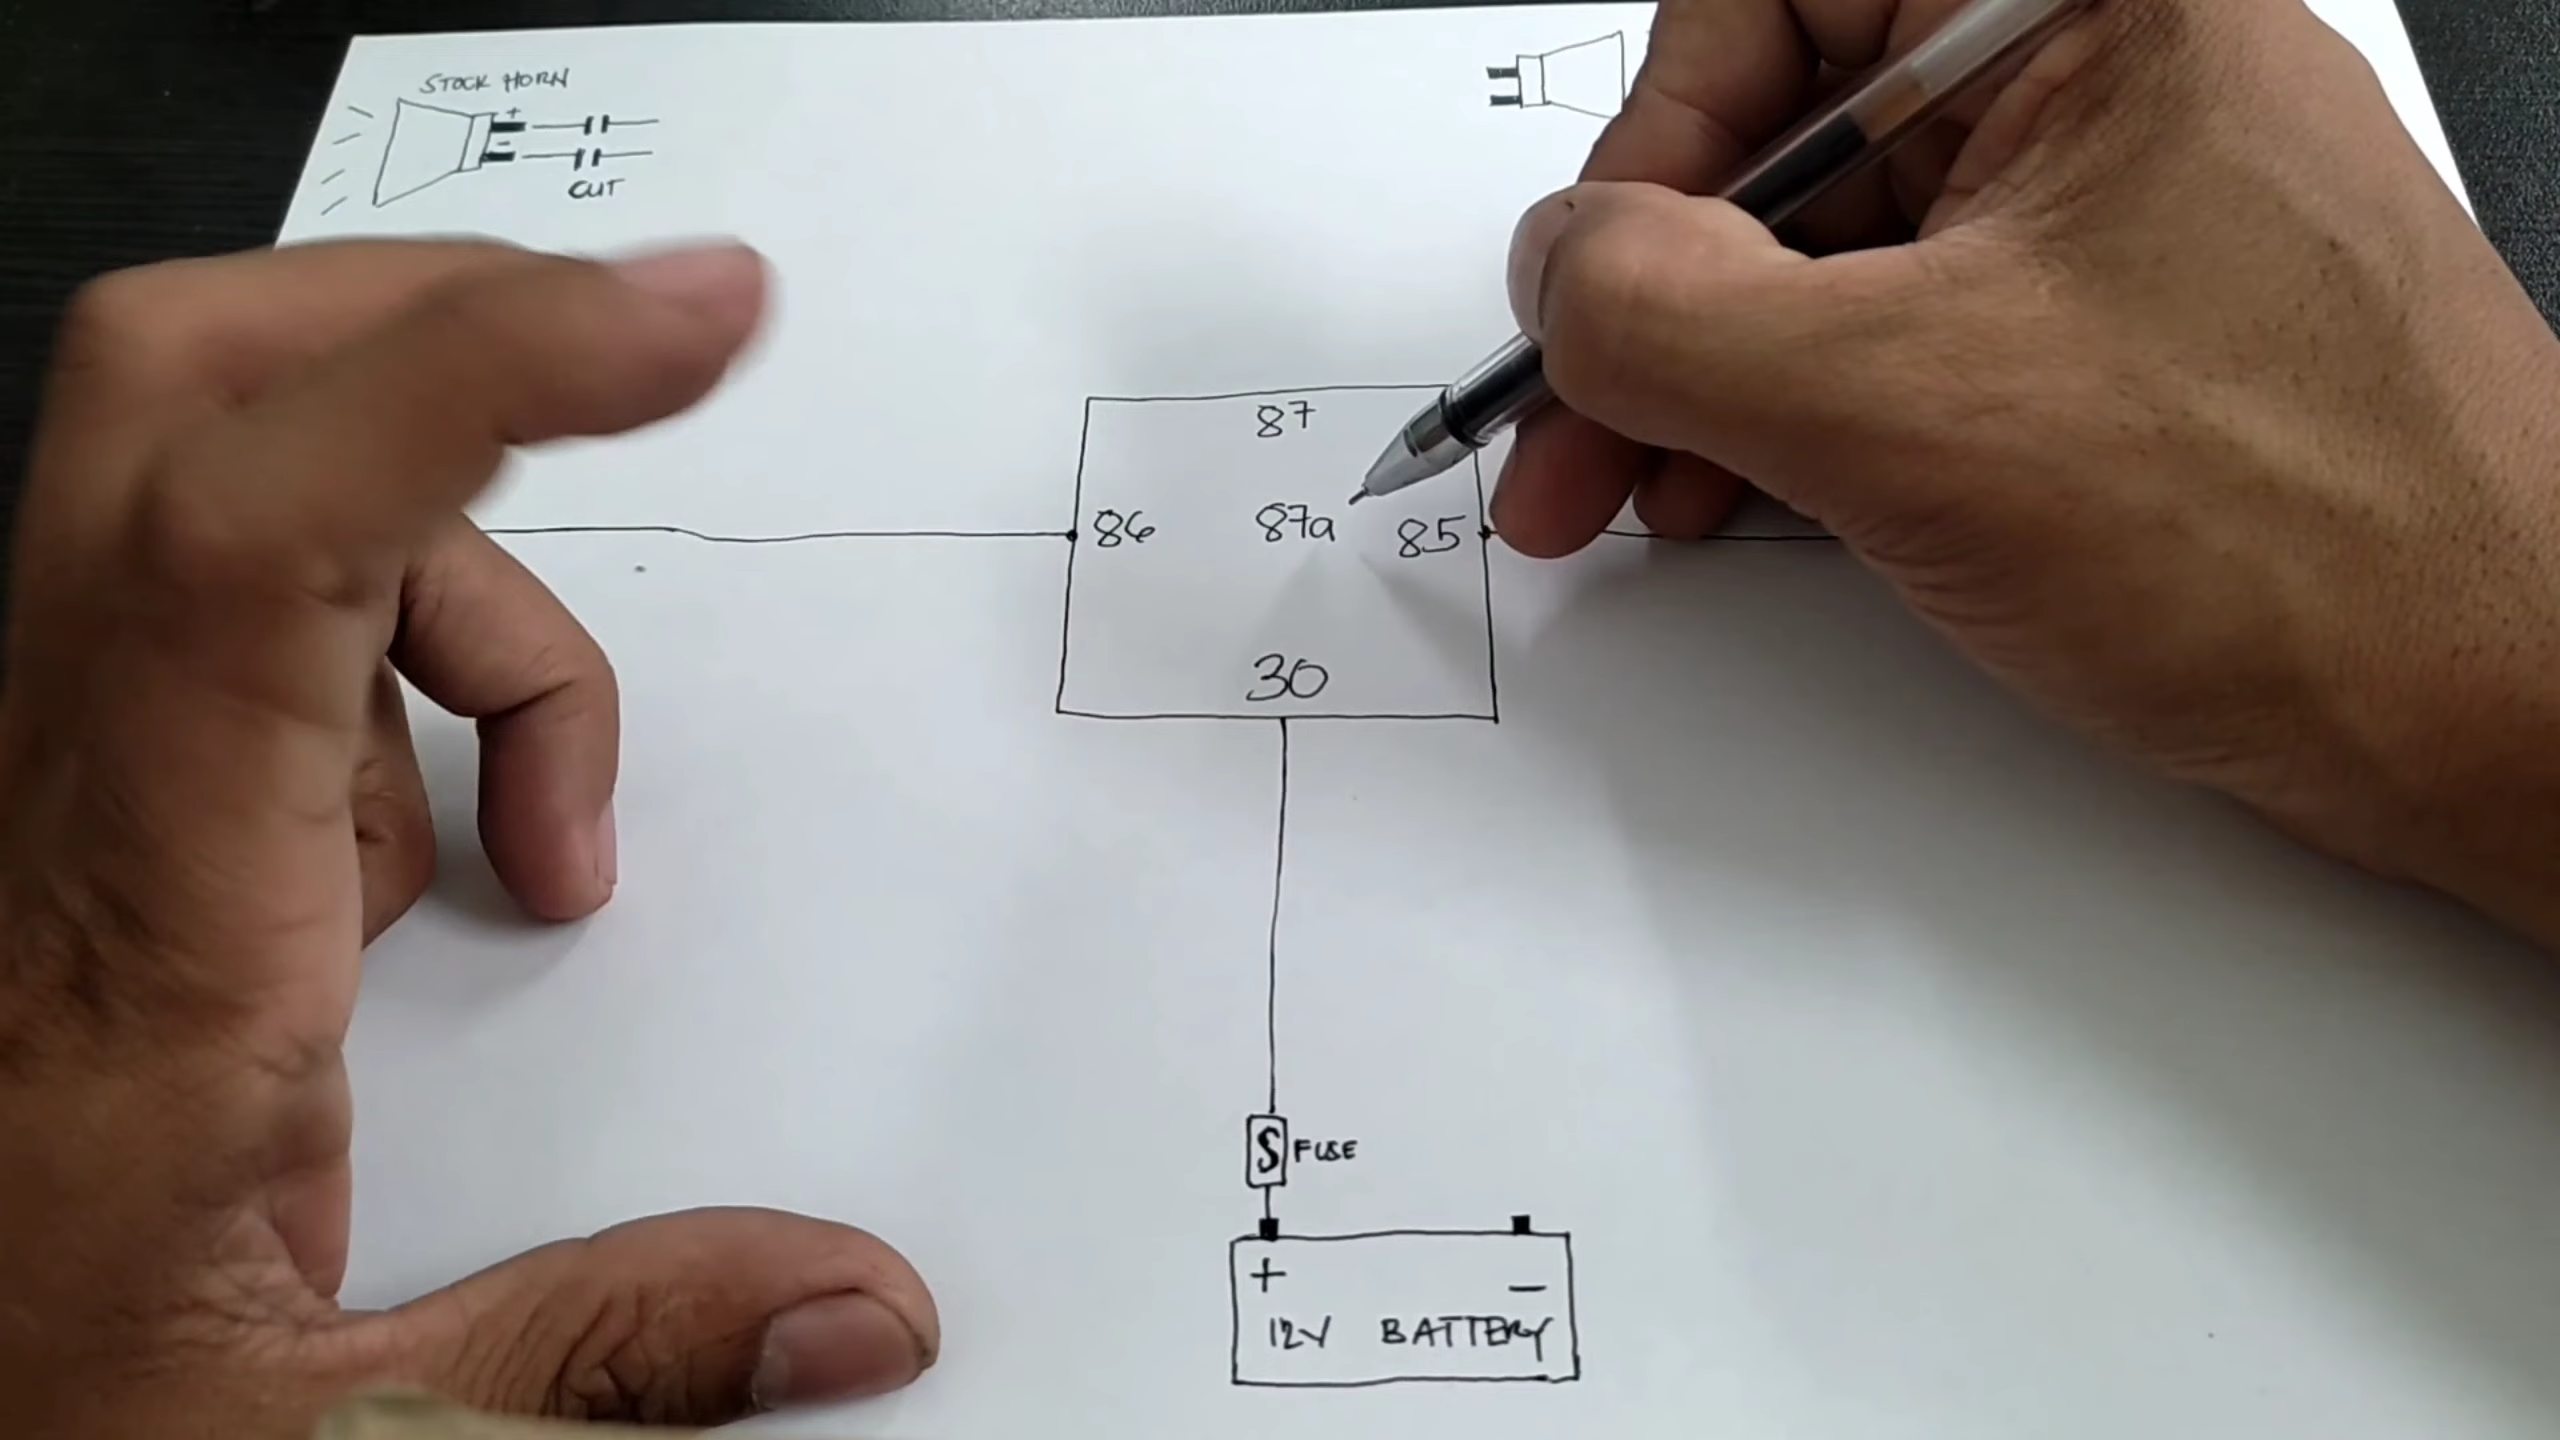 STOCK HORN
+
-
CUT
87
86 87a 85
30
S FUSE
+ -
12V BATTERY